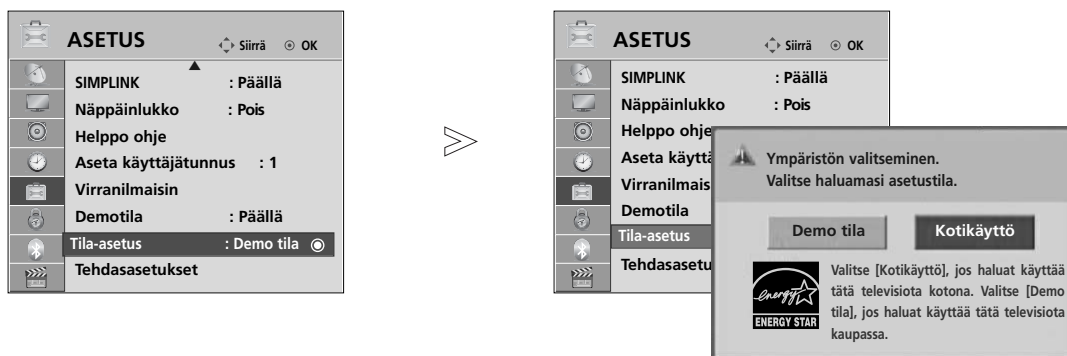 ASETUS
Siirrä
OK
SIMPLINK : Päällä
Näppäinlukko : Pois
Helppo ohje
Aseta käyttäjätunnus : 1
Virranilmaisin
Demotila : Päällä
Tila-asetus : Demo tila
Tehdasasetukset
ASETUS
Siirrä
OK
SIMPLINK : Päällä
Näppäinlukko : Pois
Helppo ohje
Aseta käyttä
Virranilmais
Demotila
Tila-asetus
Tehdasasetu
Ympäristön valitseminen.
Valitse haluamasi asetustila.
Demo tila
Kotikäyttö
energy
ENERGY STAR
Valitse [Kotikäyttö], jos haluat käyttää
tätä televisiota kotona. Valitse [Demo
tila], jos haluat käyttää tätä televisiota
kaupassa.